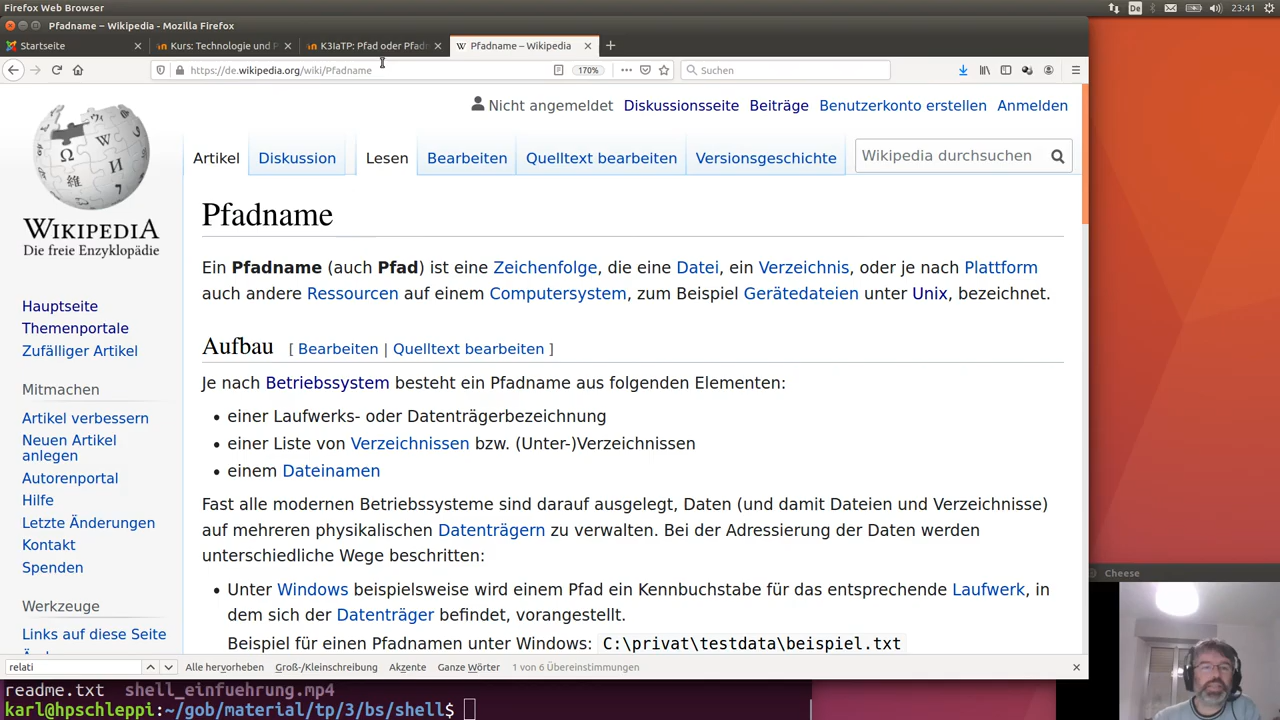 Firefox Web Browser
De
23:41
Pfadname – Wikipedia - Mozilla Firefox
Startseite
Kurs: Technologie und P
K3IaTP: Pfad oder Pfadn
Pfadname – Wikipedia
https://de.wikipedia.org/wiki/Pfadname
170%
Suchen
Nicht angemeldet Diskussionsseite Beiträge Benutzerkonto erstellen Anmelden
Artikel Diskussion Lesen Bearbeiten Quelltext bearbeiten Versionsgeschichte
Wikipedia durchsuchen
WIKIPEDIA
Die freie Enzyklopädie
Hauptseite
Themenportale
Zufälliger Artikel
Mitmachen
Artikel verbessern
Neuen Artikel
anlegen
Autorenportal
Hilfe
Letzte Änderungen
Kontakt
Spenden
Werkzeuge
Links auf diese Seite
Pfadname
Ein Pfadname (auch Pfad) ist eine Zeichenfolge, die eine Datei, ein Verzeichnis, oder je nach Plattform
auch andere Ressourcen auf einem Computersystem, zum Beispiel Gerätedateien unter Unix, bezeichnet.
Aufbau [ Bearbeiten | Quelltext bearbeiten ]
Je nach Betriebssystem besteht ein Pfadname aus folgenden Elementen:
• einer Laufwerks- oder Datenträgerbezeichnung
• einer Liste von Verzeichnissen bzw. (Unter-)Verzeichnissen
• einem Dateinamen
Fast alle modernen Betriebssysteme sind darauf ausgelegt, Daten (und damit Dateien und Verzeichnisse)
auf mehreren physikalischen Datenträgern zu verwalten. Bei der Adressierung der Daten werden
unterschiedliche Wege beschritten:
• Unter Windows beispielsweise wird einem Pfad ein Kennbuchstabe für das entsprechende Laufwerk, in
dem sich der Datenträger befindet, vorangestellt.
Beispiel für einen Pfadnamen unter Windows: C:\privat\testdata\beispiel.txt
relati
Alle hervorheben Groß-/Kleinschreibung Akzente Ganze Wörter 1 von 6 Übereinstimmungen
Cheese
readme.txt shell_einfuehrung.mp4
karl@hpschleppi:~/gob/material/tp/3/bs/shell$